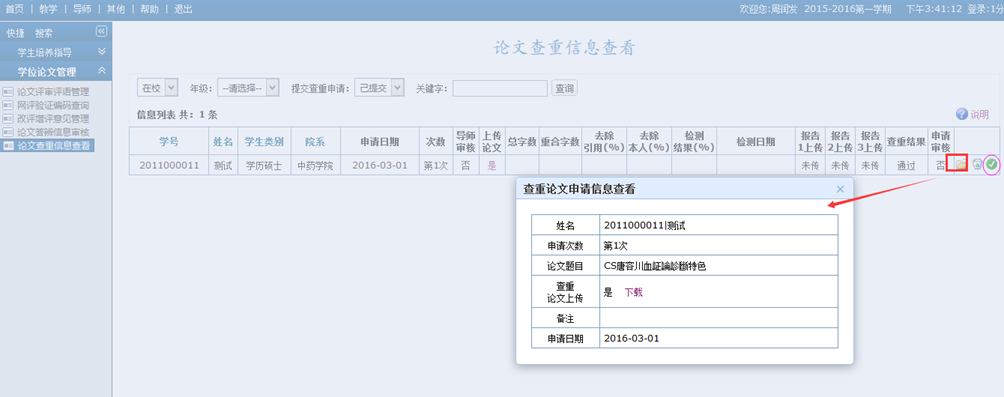 首页 | 教学 | 导师 | 其他 | 帮助 | 退出
欢迎您:周润发 2015-2016第一学期 下午3:41:12 登录:1分
快捷 搜索
学生培养指导
学位论文管理
论文评审评语管理
网评验证编码查询
改评增评意见管理
论文答辩信息审核
论文查重信息查看
论文查重信息查看
在校 年级: --请选择-- 提交查重申请: 已提交 关键字: 查询
信息列表 共: 1 条
说明
学号 姓名 学生类别 院系 申请日期 次数 导师审核 上传论文 总字数 重合字数 去除引用(%) 去除本人(%) 检测结果(%) 检测日期 报告1上传 报告2上传 报告3上传 查重结果 申请审核
2011000011 测试 学历硕士 中药学院 2016-03-01 第1次 否 是 未传 未传 未传 通过 否
查重论文申请信息查看
姓名 2011000011|测试
申请次数 第1次
论文题目 CS唐容川血証論診斷特色
查重
论文上传 是 下载
备注
申请日期 2016-03-01